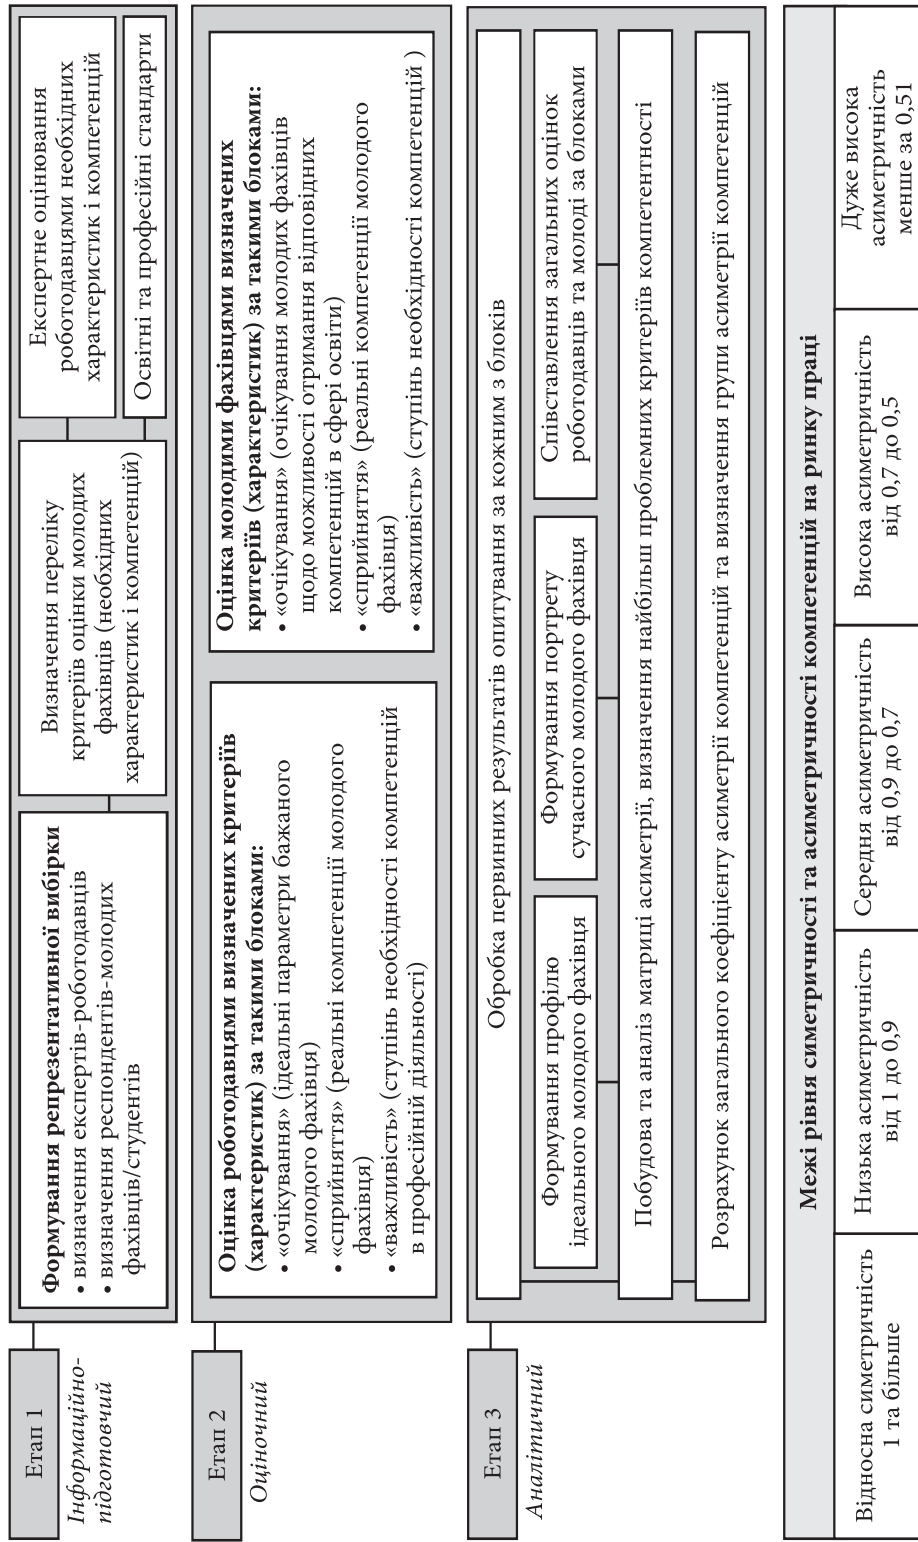 Етап 1
Інформаційно-
підготовчий
Формування репрезентативної вибірки
• визначення експертів-роботодавців
• визначення респондентів-молодих
фахівців/студентів
Визначення переліку
критеріїв оцінки молодих
фахівців (необхідних
характеристик і компетенцій)
Експертне оцінювання
роботодавцями необхідних
характеристик і компетенцій
Освітні та професійні стандарти
Етап 2
Оціночний
Оцінка роботодавцями визначених критеріїв
(характеристик) за такими блоками:
• «очікування» (ідеальні параметри бажаного
молодого фахівця)
• «сприйняття» (реальні компетенції молодого
фахівця)
• «важливість» (ступінь необхідності компетенцій
в професійній діяльності)
Оцінка молодими фахівцями визначених
критеріїв (характеристик) за такими блоками:
• «очікування» (очікування молодих фахівців
щодо можливості отримання відповідних
компетенцій в сфері освіти)
• «сприйняття» (реальні компетенції молодого
фахівця)
• «важливість» (ступінь необхідності компетенцій )
Етап 3
Аналітичний
Обробка первинних результатів опитування за кожним з блоків
Формування профілю
ідеального молодого фахівця
Формування портрету
сучасного молодого фахівця
Співставлення загальних оцінок
роботодавців та молоді за блоками
Побудова та аналіз матриці асиметрії, визначення найбільш проблемних критеріїв компетентності
Розрахунок загального коефіцієнту асиметрії компетенцій та визначення групи асиметрії компетенцій
Межі рівня симетричності та асиметричності компетенцій на ринку праці
Відносна симетричність
1 та більше
Низька асиметричність
від 1 до 0,9
Середня асиметричність
від 0,9 до 0,7
Висока асиметричність
від 0,7 до 0,5
Дуже висока
асиметричність
менше за 0,51